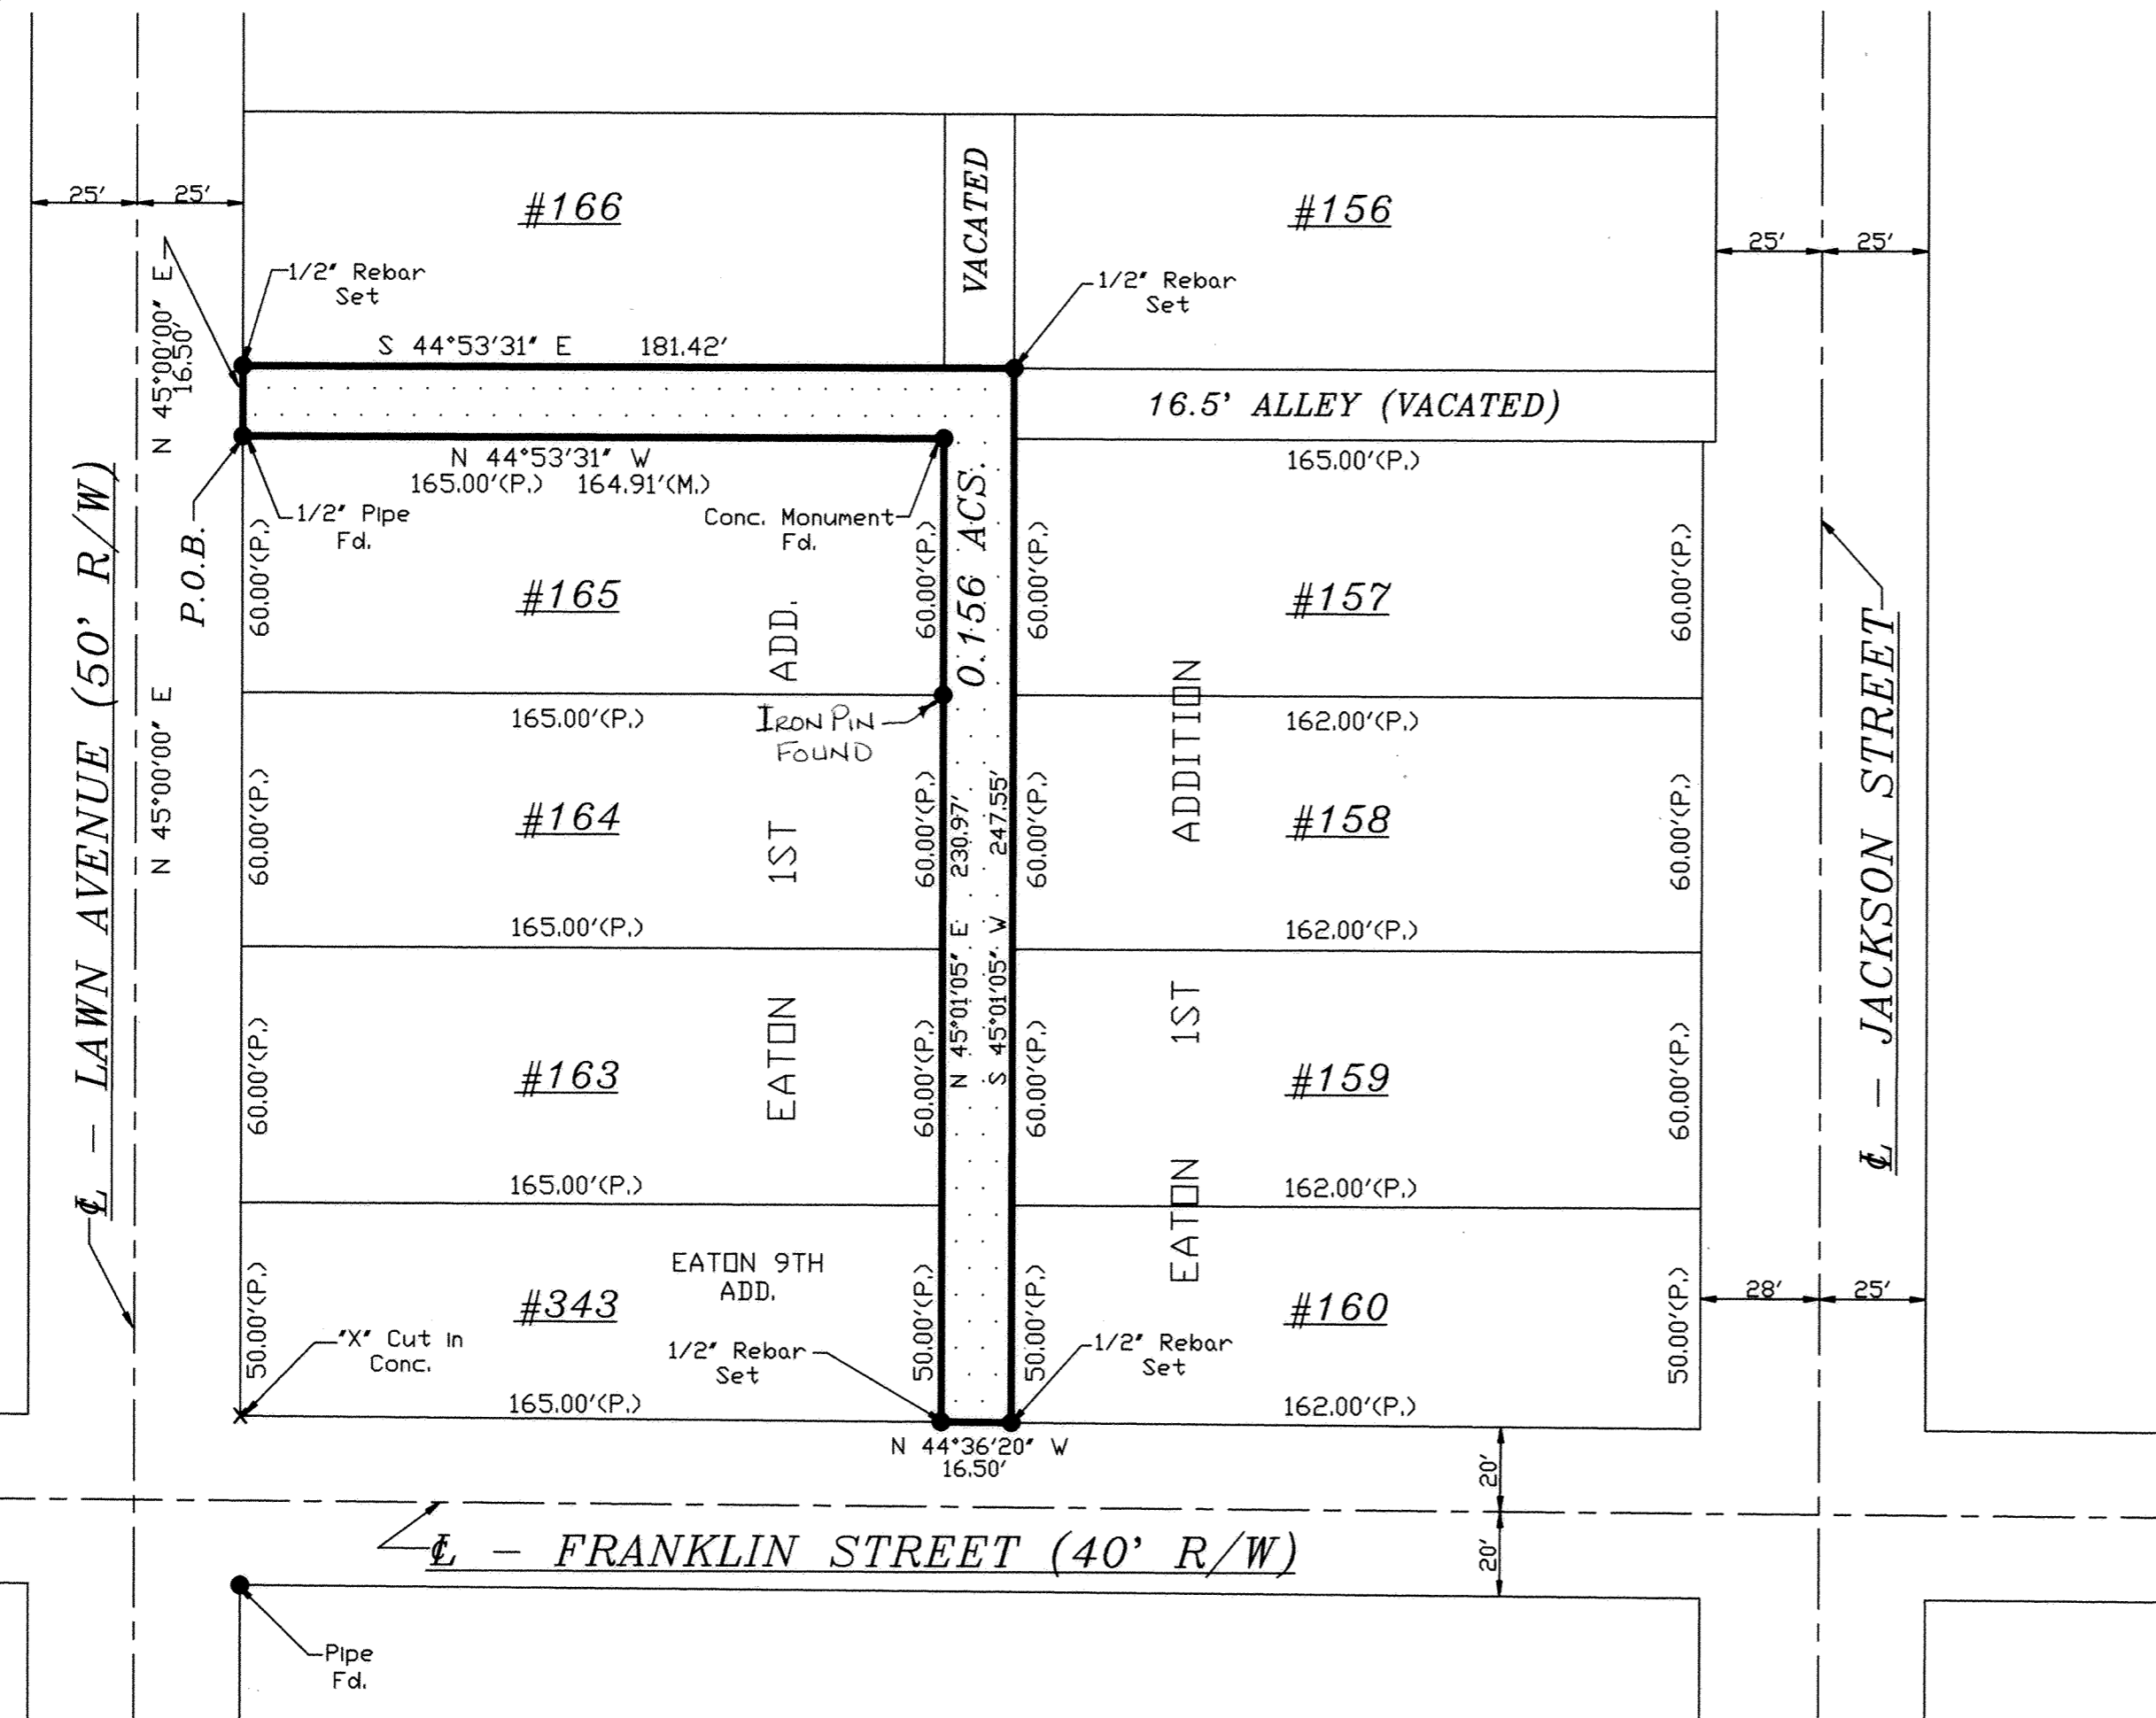 25'
25'
#166
VACATED
#156
25'
25'
N 45°00'00" E
16.50'
1/2" Rebar
Set
1/2" Rebar
Set
S 44°53'31" E 181.42'
16.5' ALLEY (VACATED)
N 44°53'31" W
165.00'(P.) 164.91'(M.)
165.00'(P.)
P.O.B.
1/2" Pipe
Fd.
Conc. Monument
Fd.
60.00'(P.)
60.00'(P.)
0.156 ACS.
60.00'(P.)
60.00'(P.)
#165
#157
165.00'(P.)
IRON PIN
FOUND
162.00'(P.)
N 45°00'00" E
60.00'(P.)
#164
60.00'(P.)
60.00'(P.)
#158
60.00'(P.)
165.00'(P.)
162.00'(P.)
N 45°01'05" E 230.97'
S 45°01'05" W 247.55'
EATON 1ST ADD.
EATON 1ST ADDITION
℄ - LAWN AVENUE (50' R/W)
℄ - JACKSON STREET
60.00'(P.)
#163
60.00'(P.)
60.00'(P.)
#159
60.00'(P.)
165.00'(P.)
162.00'(P.)
EATON 9TH
ADD.
50.00'(P.)
#343
50.00'(P.)
50.00'(P.)
#160
50.00'(P.)
28'
25'
"X" Cut In
Conc.
1/2" Rebar
Set
1/2" Rebar
Set
165.00'(P.)
162.00'(P.)
N 44°36'20" W
16.50'
20'
20'
℄ - FRANKLIN STREET (40' R/W)
Pipe
Fd.